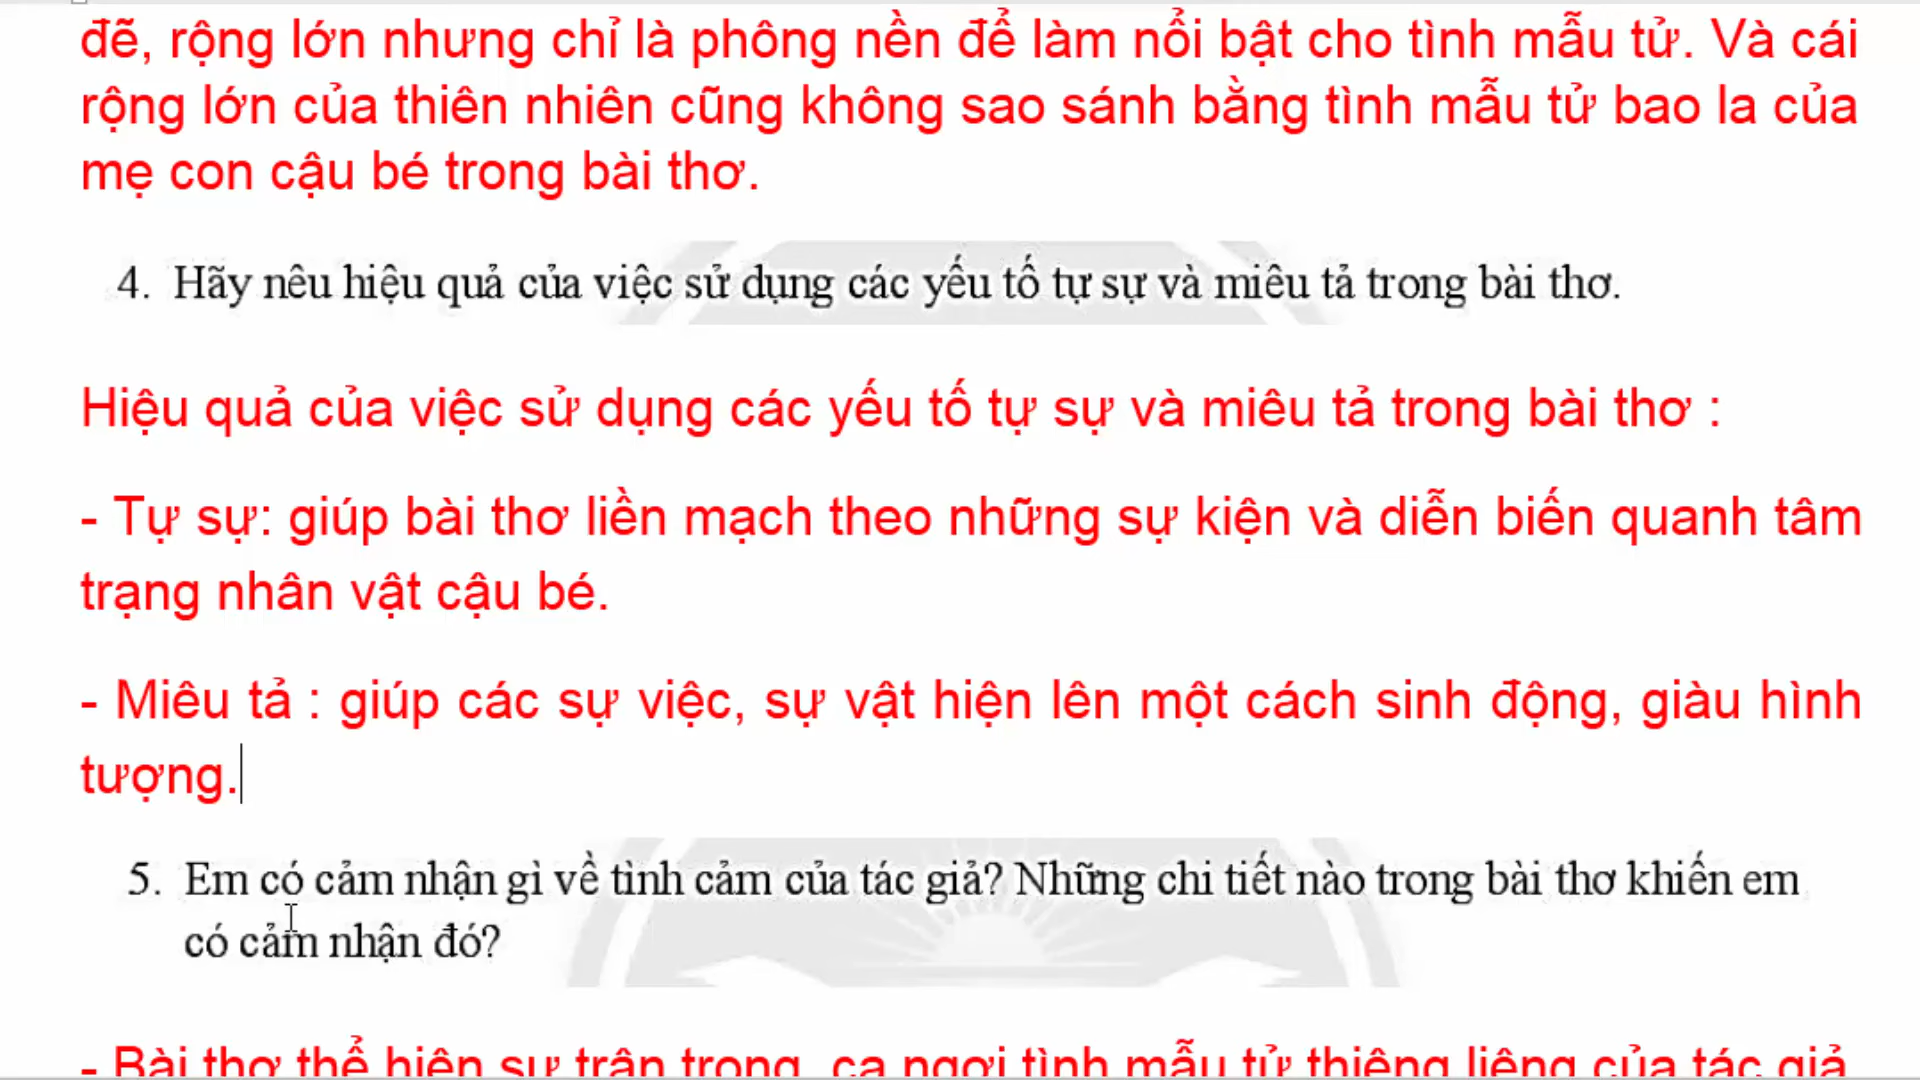 đẽ, rộng lớn nhưng chỉ là phông nền để làm nổi bật cho tình mẫu tử. Và cái
rộng lớn của thiên nhiên cũng không sao sánh bằng tình mẫu tử bao la của
mẹ con cậu bé trong bài thơ.
4. Hãy nêu hiệu quả của việc sử dụng các yếu tố tự sự và miêu tả trong bài thơ.
Hiệu quả của việc sử dụng các yếu tố tự sự và miêu tả trong bài thơ :
- Tự sự: giúp bài thơ liền mạch theo những sự kiện và diễn biến quanh tâm
trạng nhân vật cậu bé.
- Miêu tả : giúp các sự việc, sự vật hiện lên một cách sinh động, giàu hình
tượng.
5. Em có cảm nhận gì về tình cảm của tác giả? Những chi tiết nào trong bài thơ khiến em
có cảm nhận đó?
- Bài thơ thể hiện sự trân trọng, ca ngợi tình mẫu tử thiêng liêng của tác giả